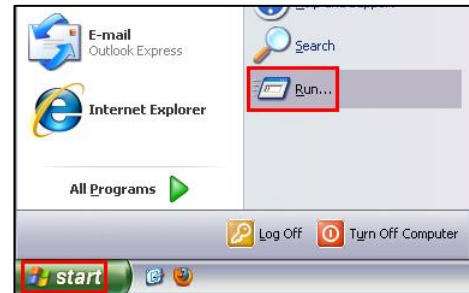 E-mail
Outlook Express
Internet Explorer
All Programs
Search
Run...
Log Off
Turn Off Computer
start